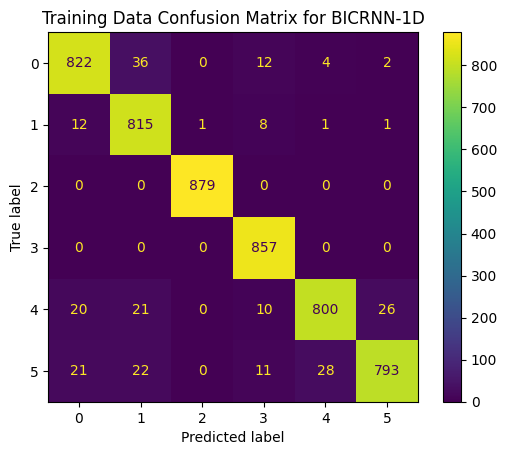 Training Data Confusion Matrix for BICRNN-1D
0 822 36 0 12 4 2
1 12 815 1 8 1 1
2 0 0 879 0 0 0
3 0 0 0 857 0 0
4 20 21 0 10 800 26
5 21 22 0 11 28 793
0 1 2 3 4 5
True label
Predicted label
800
700
600
500
400
300
200
100
0